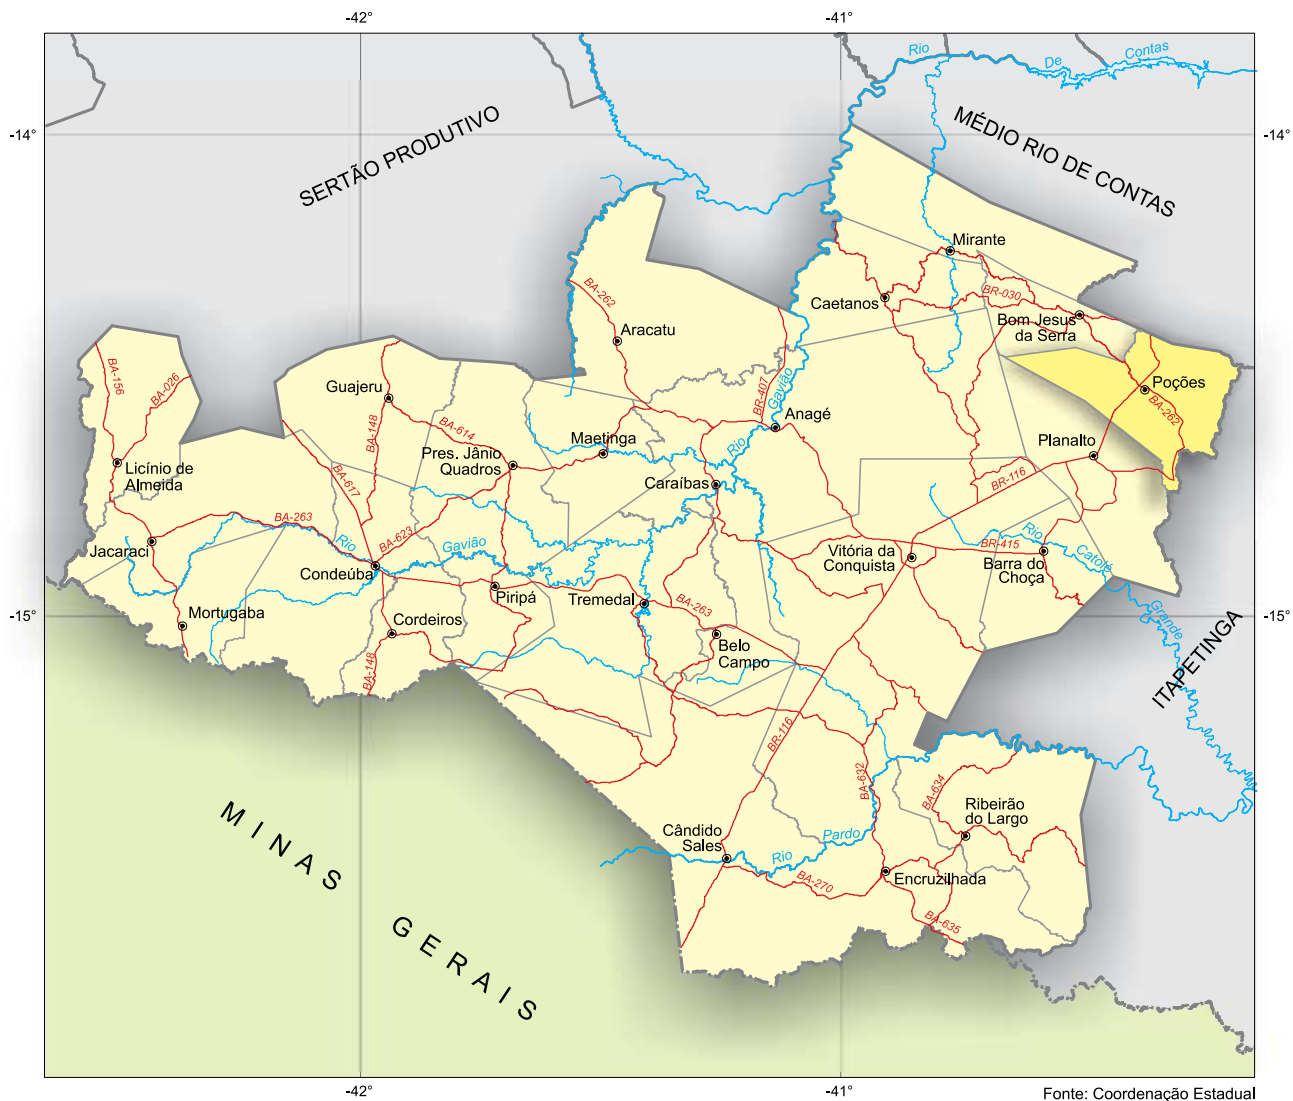 -42°
-41°
Rio
De
Contas
-14°
-14°
SERTÃO PRODUTIVO
MÉDIO RIO DE CONTAS
Mirante
BA-262
Caetanos
BR-030
Bom Jesus
da Serra
Aracatu
BA-156
BA-026
Guajeru
BR-407
Gavião
Poções
BA-262
BA-148
BA-614
Anagé
Maetinga
Rio
Planalto
Pres. Jânio
Quadros
Licínio de
Almeida
BA-617
Caraíbas
BR-116
BA-263
Rio
BA-623
Gavião
Jacaraci
Condeúba
Vitória da
Conquista
BR-415
Rio
Catolé
Barra do
Choça
Grande
Piripá
Tremedal
BA-263
Mortugaba
Cordeiros
-15°
-15°
Belo
Campo
BA-148
ITAPETINGA
BR-116
BA-632
BA-634
Ribeirão
do Largo
MINAS GERAIS
Cândido
Sales
Pardo
Rio
BA-270
Encruzilhada
BA-635
-42°
-41°
Fonte: Coordenação Estadual